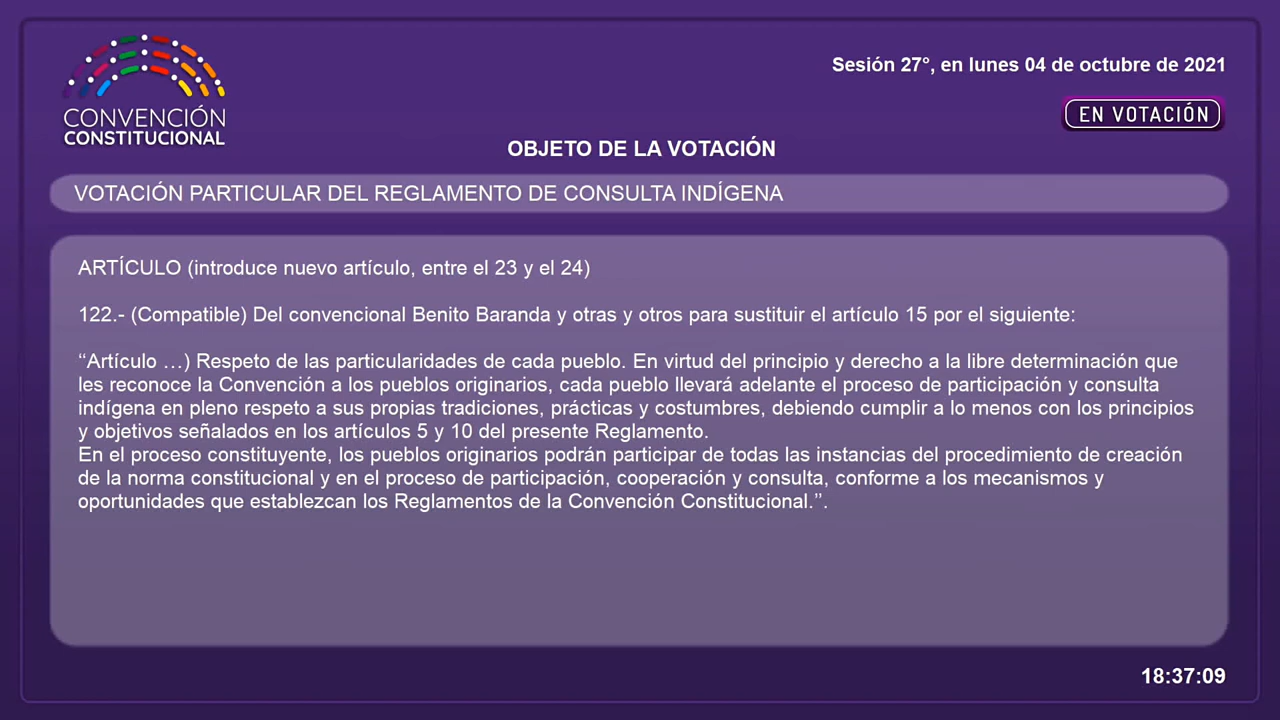 CONVENCIÓN
CONSTITUCIONAL
Sesión 27°, en lunes 04 de octubre de 2021
EN VOTACIÓN
OBJETO DE LA VOTACIÓN
VOTACIÓN PARTICULAR DEL REGLAMENTO DE CONSULTA INDÍGENA
ARTÍCULO (introduce nuevo artículo, entre el 23 y el 24)
122.- (Compatible) Del convencional Benito Baranda y otras y otros para sustituir el artículo 15 por el siguiente:
“Artículo …) Respeto de las particularidades de cada pueblo. En virtud del principio y derecho a la libre determinación que
les reconoce la Convención a los pueblos originarios, cada pueblo llevará adelante el proceso de participación y consulta
indígena en pleno respeto a sus propias tradiciones, prácticas y costumbres, debiendo cumplir a lo menos con los principios
y objetivos señalados en los artículos 5 y 10 del presente Reglamento.
En el proceso constituyente, los pueblos originarios podrán participar de todas las instancias del procedimiento de creación
de la norma constitucional y en el proceso de participación, cooperación y consulta, conforme a los mecanismos y
oportunidades que establezcan los Reglamentos de la Convención Constitucional.”.
18:37:09